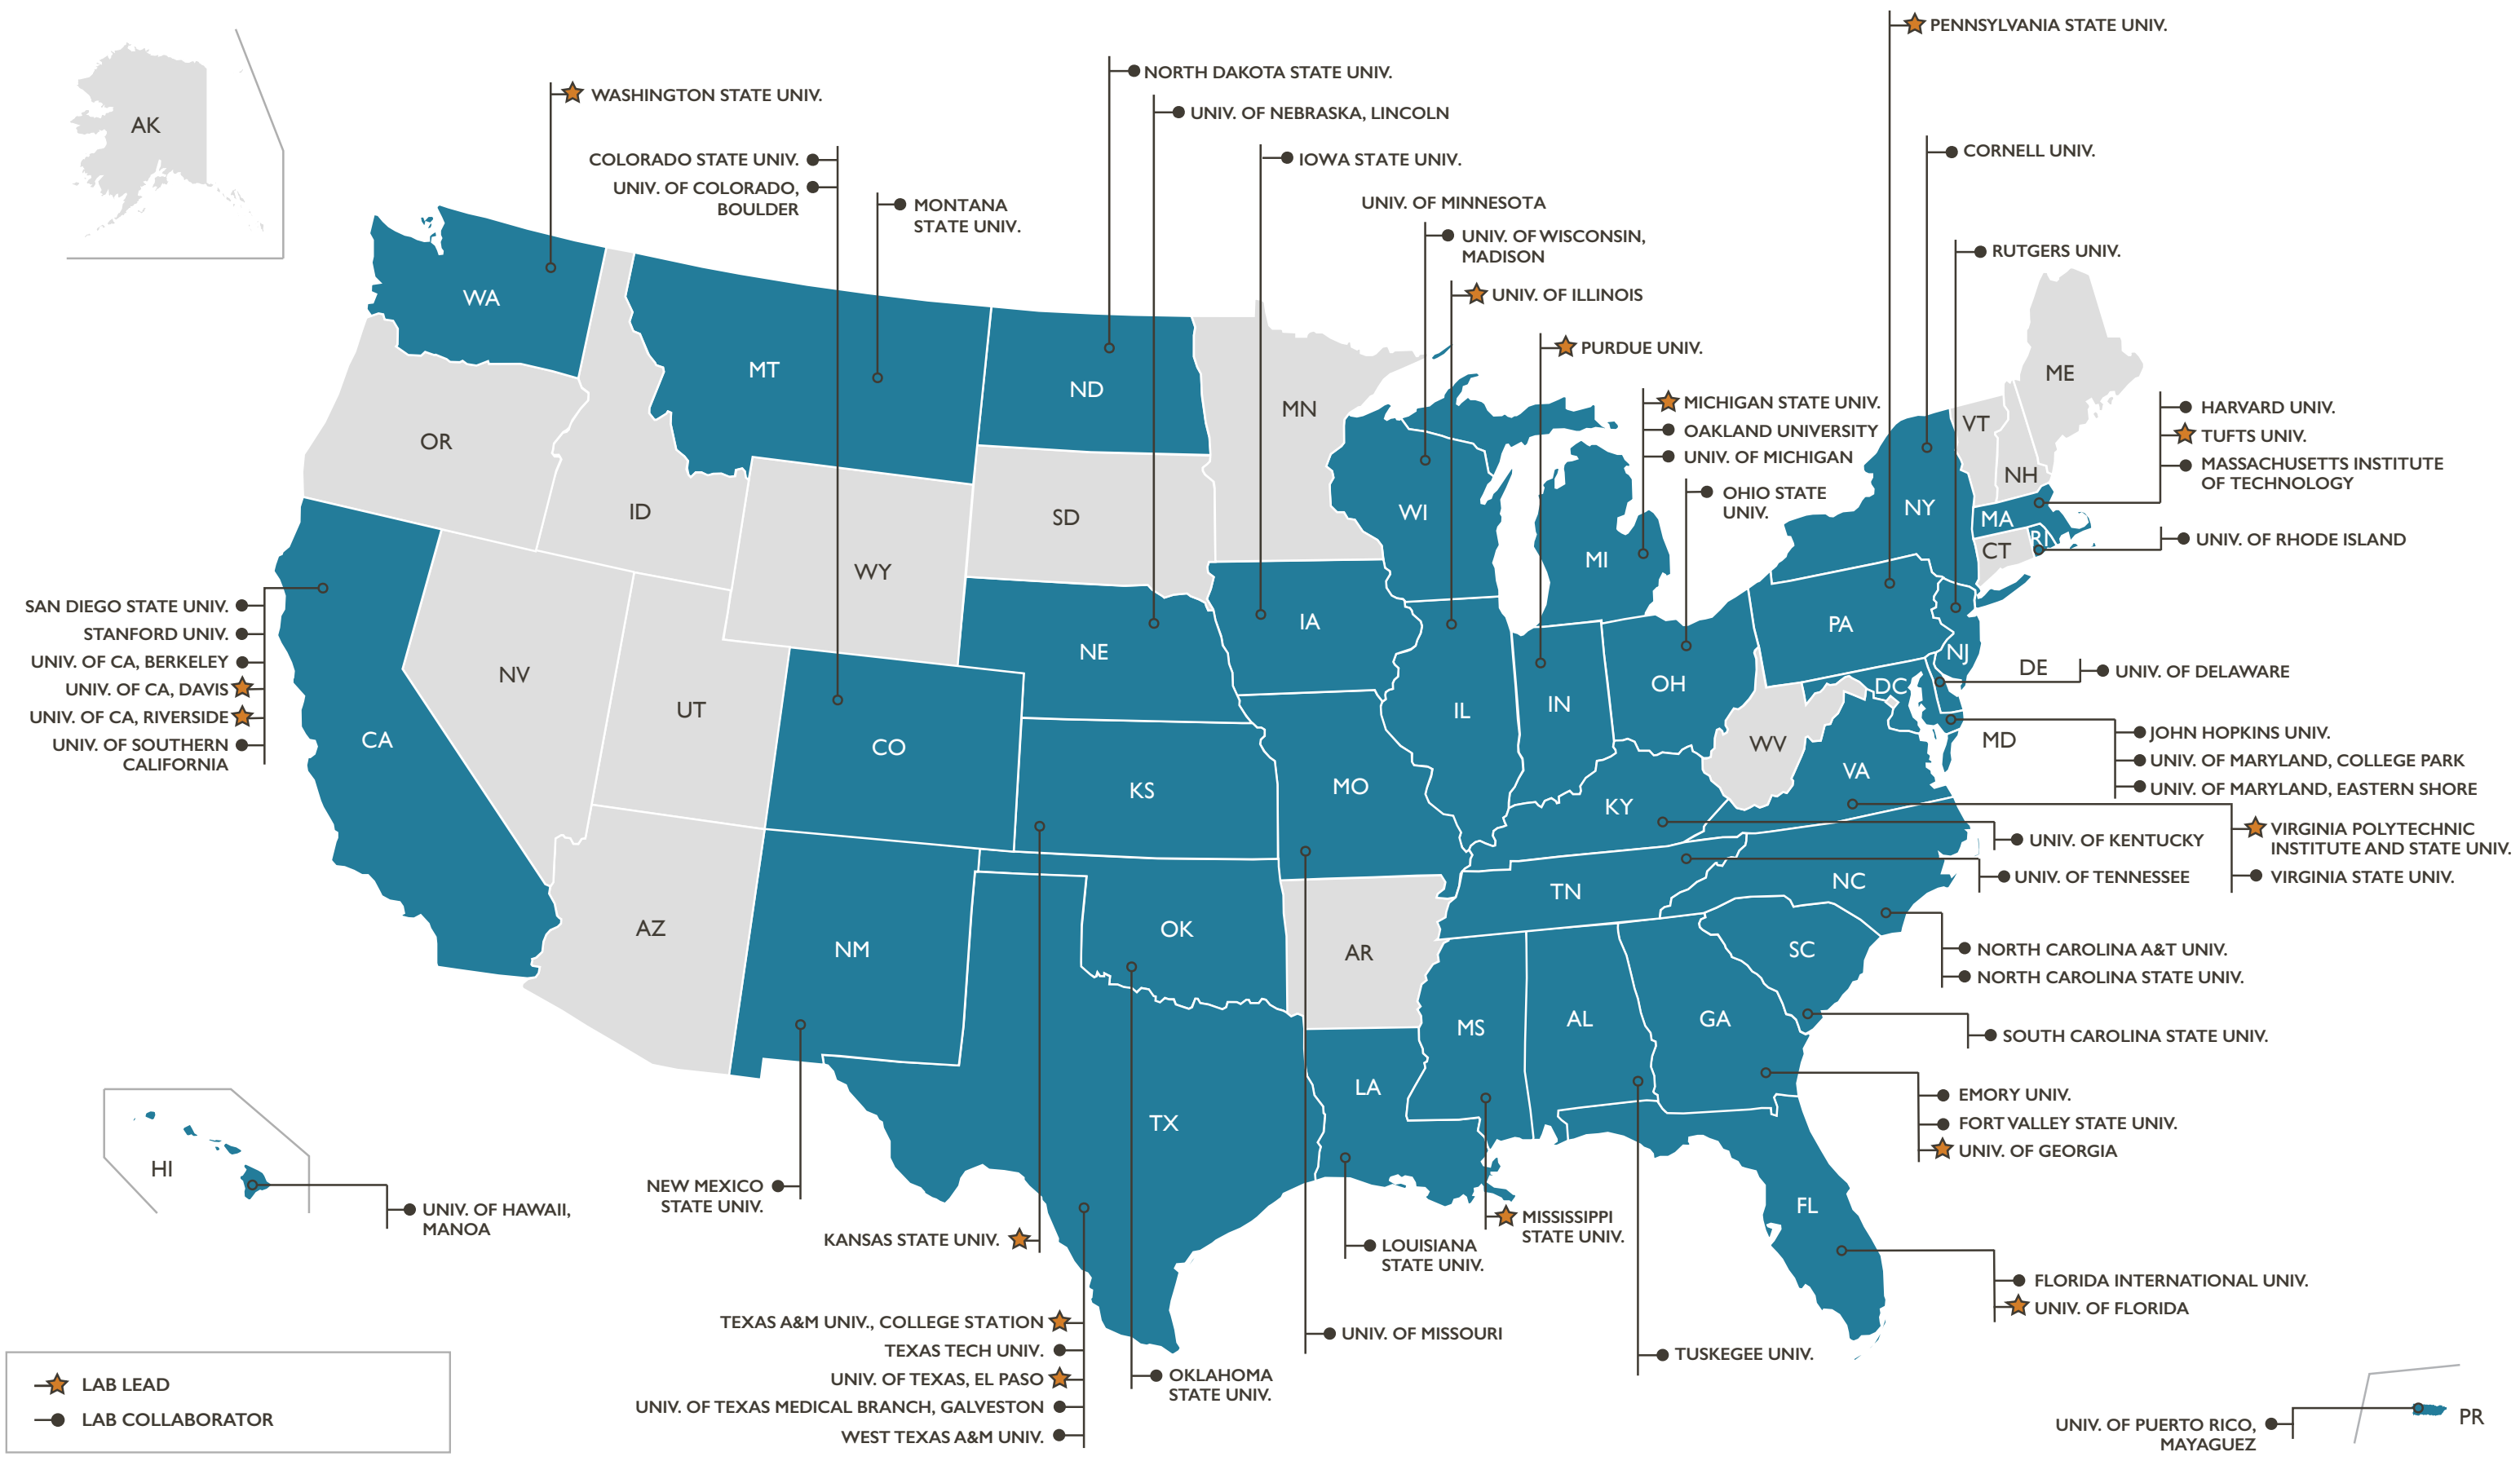 PENNSYLVANIA STATE UNIV.
NORTH DAKOTA STATE UNIV.
WASHINGTON STATE UNIV.
UNIV. OF NEBRASKA, LINCOLN
AK
COLORADO STATE UNIV.
IOWA STATE UNIV.
CORNELL UNIV.
UNIV. OF COLORADO,
BOULDER
MONTANA
STATE UNIV.
UNIV. OF MINNESOTA
UNIV. OF WISCONSIN,
MADISON
RUTGERS UNIV.
UNIV. OF ILLINOIS
PURDUE UNIV.
WA
MT
ND
MN
ME
MICHIGAN STATE UNIV.
OAKLAND UNIVERSITY
UNIV. OF MICHIGAN
HARVARD UNIV.
TUFTS UNIV.
MASSACHUSETTS INSTITUTE
OF TECHNOLOGY
VT
NH
OR
ID
SD
WI
OHIO STATE
UNIV.
NY
MA
RI
CT
UNIV. OF RHODE ISLAND
WY
MI
SAN DIEGO STATE UNIV.
STANFORD UNIV.
UNIV. OF CA, BERKELEY
UNIV. OF CA, DAVIS
UNIV. OF CA, RIVERSIDE
UNIV. OF SOUTHERN
CALIFORNIA
CA
NV
UT
CO
NE
IA
IL
IN
OH
PA
NJ
DE
UNIV. OF DELAWARE
DC
MD
JOHN HOPKINS UNIV.
UNIV. OF MARYLAND, COLLEGE PARK
UNIV. OF MARYLAND, EASTERN SHORE
WV
VA
KS
MO
KY
VIRGINIA POLYTECHNIC
INSTITUTE AND STATE UNIV.
VIRGINIA STATE UNIV.
UNIV. OF KENTUCKY
UNIV. OF TENNESSEE
TN
NC
AZ
NM
OK
AR
SC
NORTH CAROLINA A&T UNIV.
NORTH CAROLINA STATE UNIV.
MS
AL
GA
SOUTH CAROLINA STATE UNIV.
LA
TX
EMORY UNIV.
FORT VALLEY STATE UNIV.
UNIV. OF GEORGIA
HI
UNIV. OF HAWAII,
MANOA
NEW MEXICO
STATE UNIV.
KANSAS STATE UNIV.
FL
MISSISSIPPI
STATE UNIV.
LOUISIANA
STATE UNIV.
FLORIDA INTERNATIONAL UNIV.
UNIV. OF FLORIDA
TEXAS A&M UNIV., COLLEGE STATION
TEXAS TECH UNIV.
UNIV. OF TEXAS, EL PASO
UNIV. OF TEXAS MEDICAL BRANCH, GALVESTON
WEST TEXAS A&M UNIV.
UNIV. OF MISSOURI
OKLAHOMA
STATE UNIV.
TUSKEGEE UNIV.
LAB LEAD
LAB COLLABORATOR
UNIV. OF PUERTO RICO,
MAYAGUEZ
PR